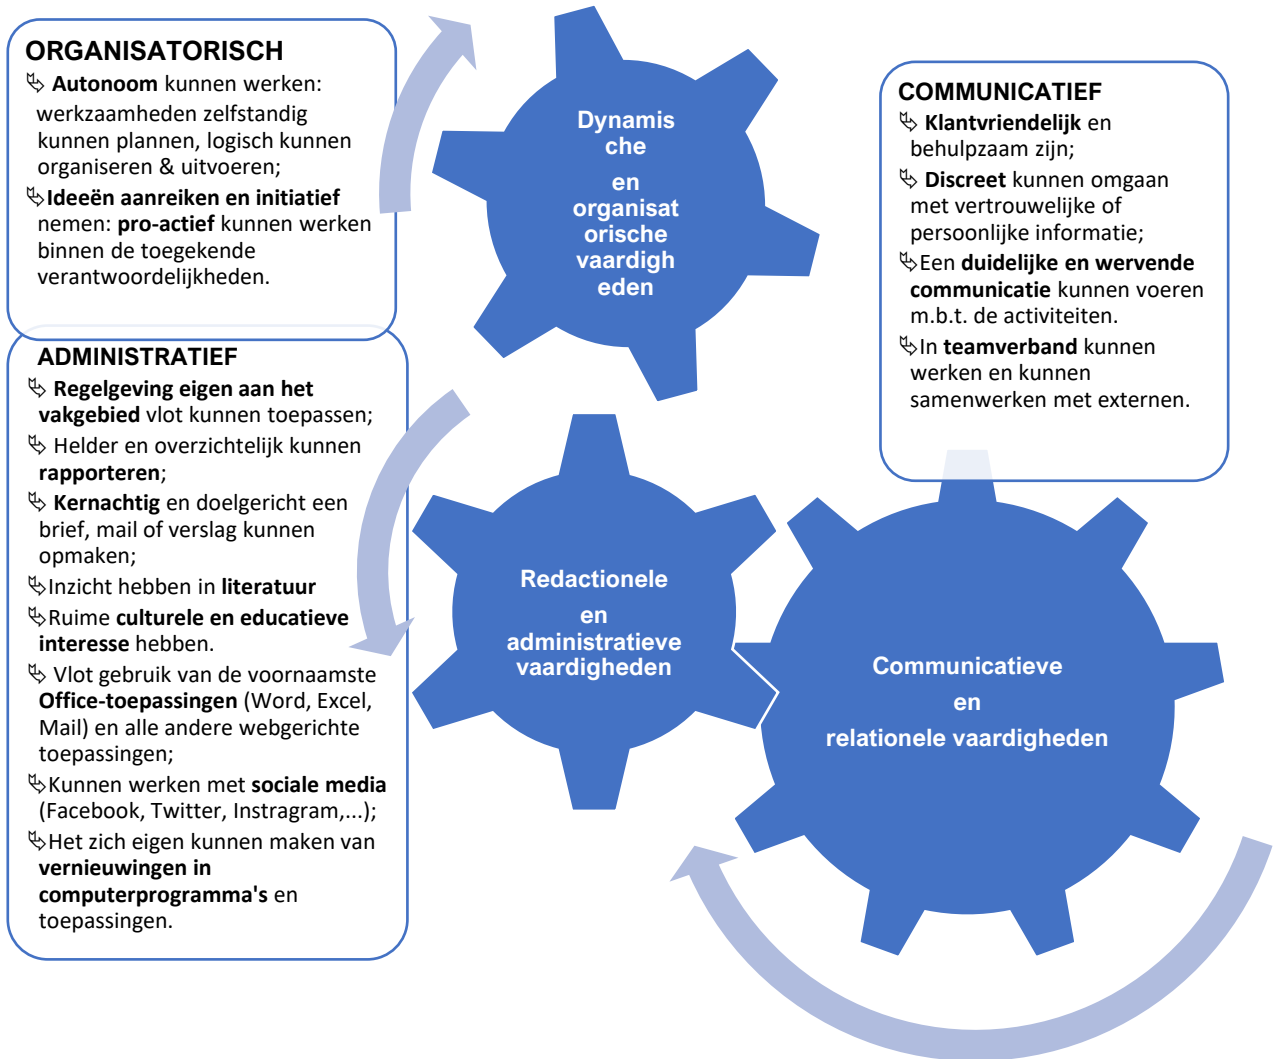 ORGANISATORISCH
Autonoom kunnen werken:
werkzaamheden zelfstandig
kunnen plannen, logisch kunnen
organiseren & uitvoeren;
Ideeën aanreiken en initiatief
nemen: pro-actief kunnen werken
binnen de toegekende
verantwoordelijkheden.
ADMINISTRATIEF
Regelgeving eigen aan het
vakgebied vlot kunnen toepassen;
Helder en overzichtelijk kunnen
rapporteren;
Kernachtig en doelgericht een
brief, mail of verslag kunnen
opmaken;
Inzicht hebben in literatuur
Ruime culturele en educatieve
interesse hebben.
Vlot gebruik van de voornaamste
Office-toepassingen (Word, Excel,
Mail) en alle andere webgerichte
toepassingen;
Kunnen werken met sociale media
(Facebook, Twitter, Instragram,...);
Het zich eigen kunnen maken van
vernieuwingen in
computerprogramma's en
toepassingen.
Dynamis
che
en
organisat
orische
vaardigh
eden
Redactionele
en
administratieve
vaardigheden
COMMUNICATIEF
Klantvriendelijk en
behulpzaam zijn;
Discreet kunnen omgaan
met vertrouwelijke of
persoonlijke informatie;
Een duidelijke en wervende
communicatie kunnen voeren
m.b.t. de activiteiten.
In teamverband kunnen
werken en kunnen
samenwerken met externen.
Communicatieve
en
relationele vaardigheden